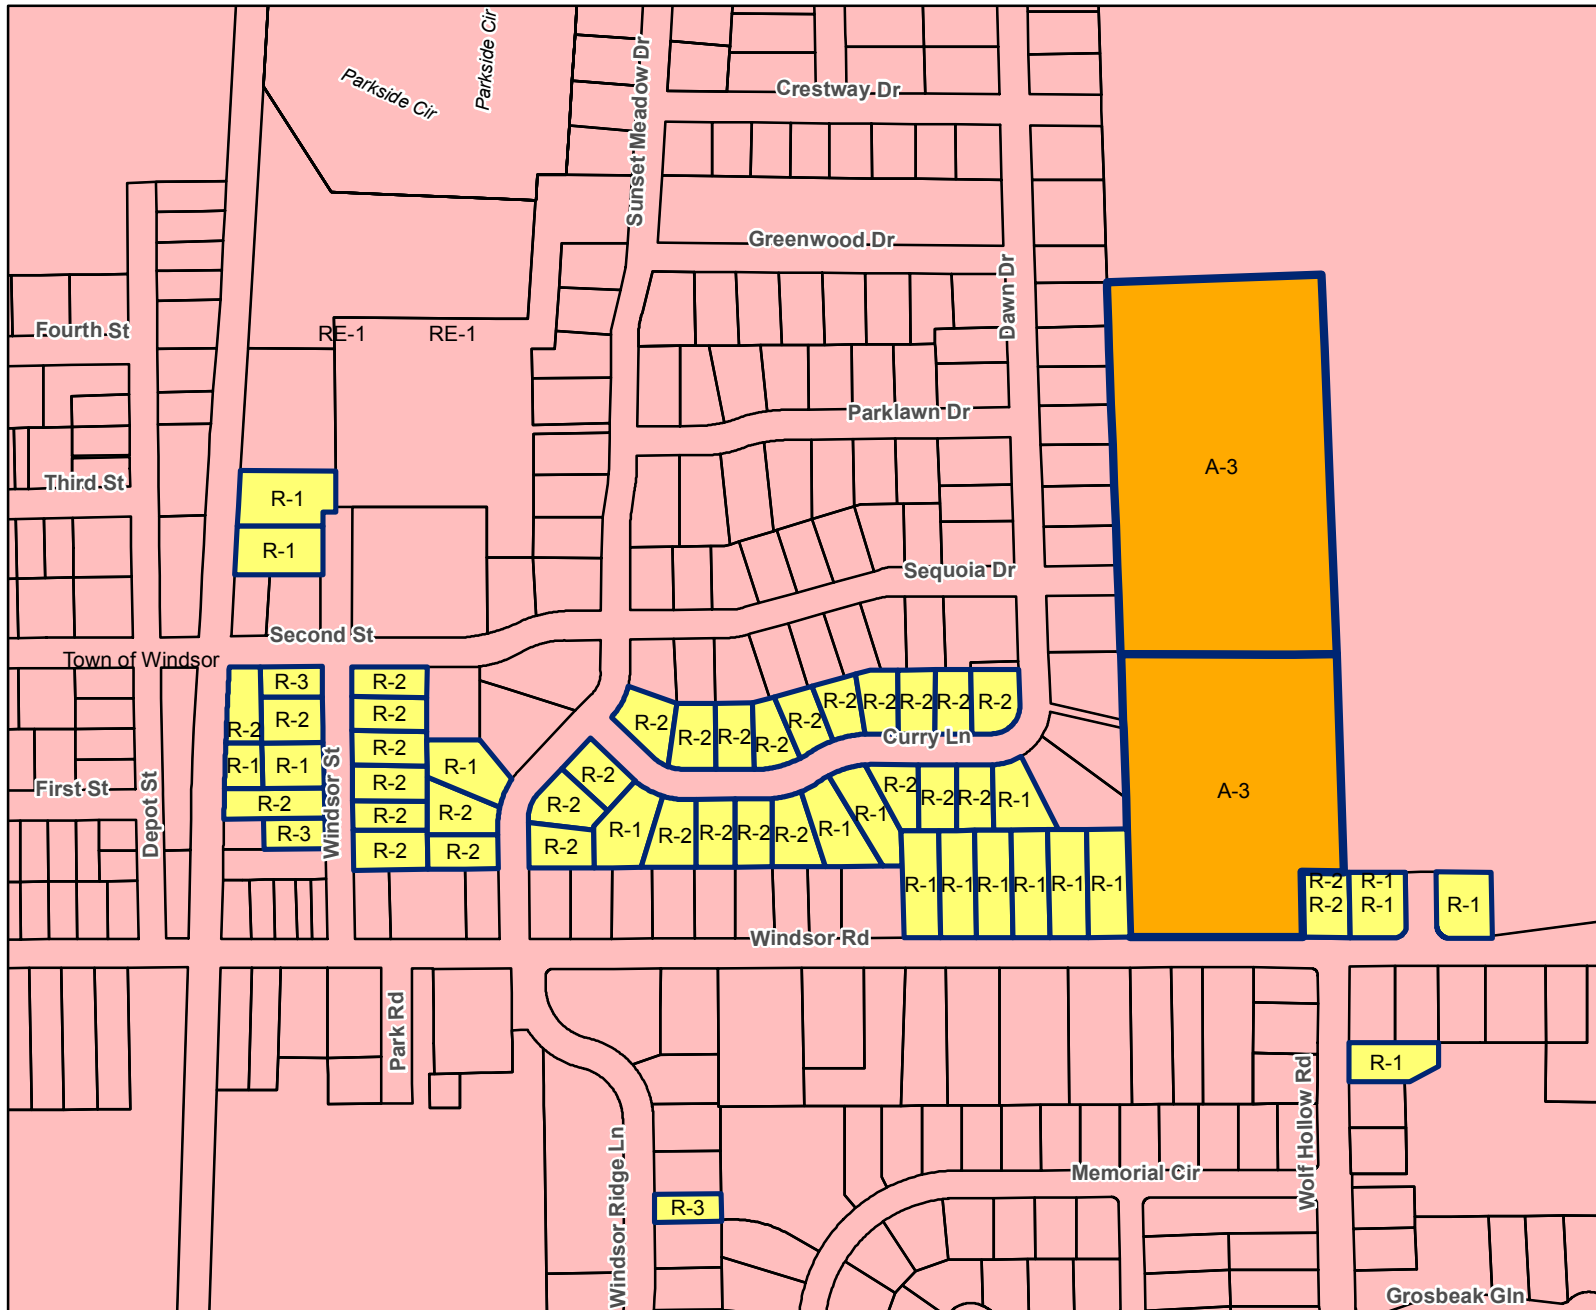 Parkside Cir
Parkside Cir
Sunset Meadow Dr
Crestway Dr
Greenwood Dr
Dawn Dr
Fourth St
RE-1
RE-1
Parklawn Dr
A-3
Third St
R-1
R-1
Sequoia Dr
Second St
Town of Windsor
R-3
R-2
R-2
R-2
R-2
R-1
R-1
R-2
R-3
R-2
R-2
R-2
R-2
R-2
R-2
R-1
R-2
R-2
First St
Depot St
Windsor St
R-2
R-2
R-2
R-2
R-2
R-2
R-2
R-2
R-2
R-2
Curry Ln
R-2
R-2
R-2
R-1
R-2
R-2
R-2
R-2
R-1
R-1
R-2
R-2
R-2
R-1
R-1
R-1
R-1
R-1
R-1
R-1
A-3
R-2
R-2
R-1
R-1
R-1
Windsor Rd
Park Rd
Windsor Ridge Ln
R-3
Wolf Hollow Rd
R-1
Memorial Cir
Grosbeak Gln